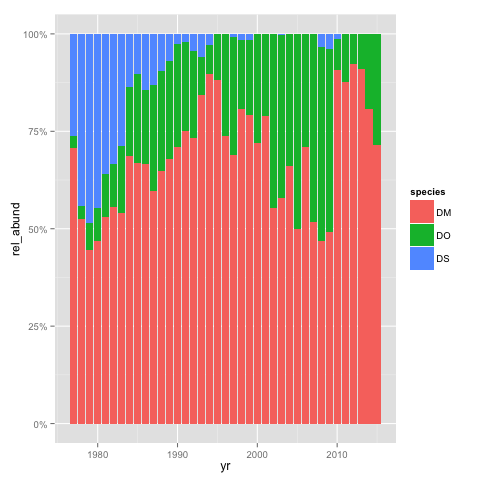 100%
75%
50%
25%
0%
rel_abund
1980 1990 2000 2010
yr
species
DM
DO
DS